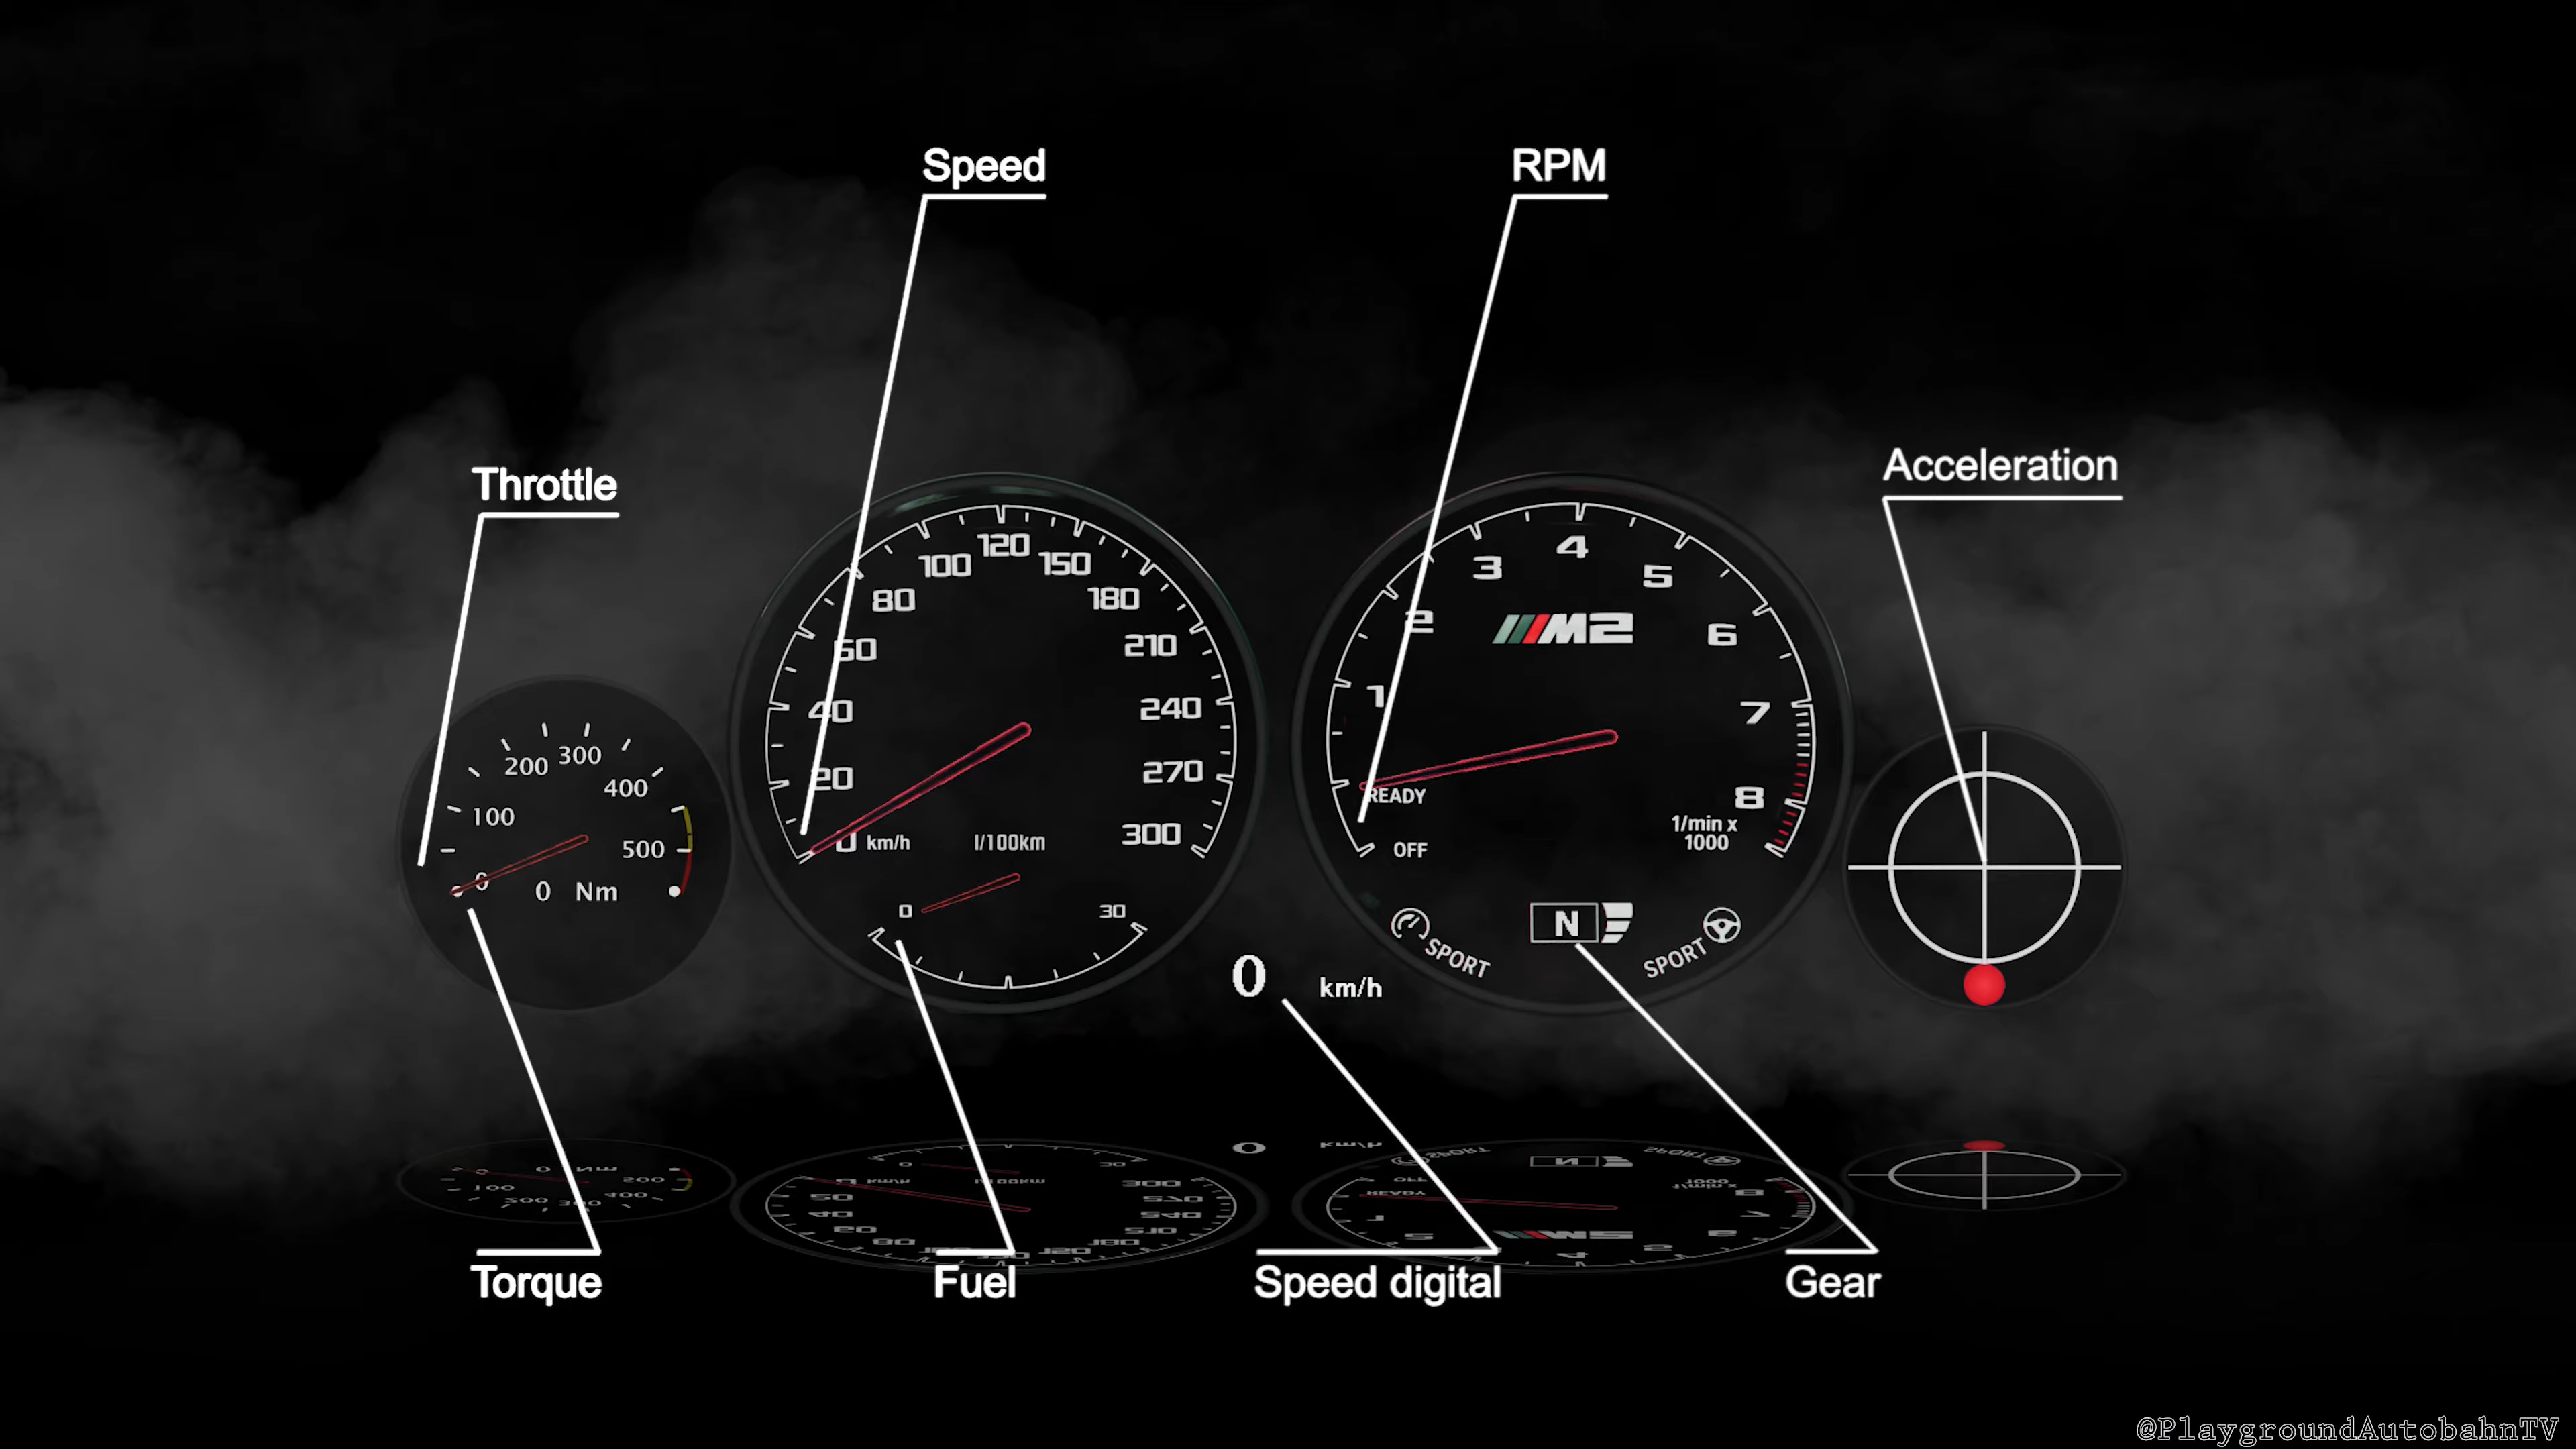 Speed
RPM
Throttle
Acceleration
0 100 200 300 400 500
0 Nm
0 20 40 60 80 100 120 150 180 210 240 270 300
km/h
l/100km
0 30
1 2 3 4 5 6 7 8
M2
READY
OFF
1/min x
1000
N
SPORT
SPORT
0 km/h
Torque
Fuel
Speed digital
Gear
@PlaygroundAutobahnTV